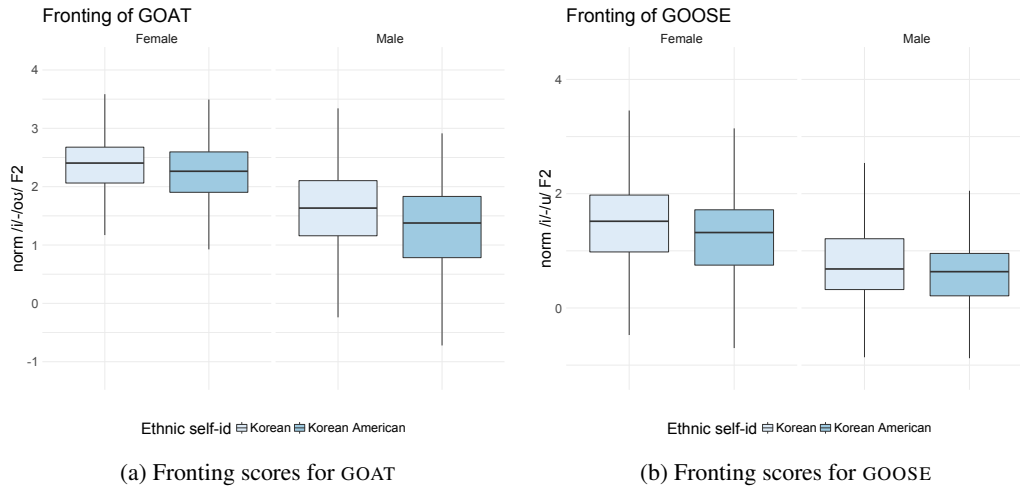 Fronting of GOAT
Female Male
4
3
2
1
0
-1
norm /i/-/oʊ/ F2
Ethnic self-id Korean Korean American
(a) Fronting scores for GOAT
Fronting of GOOSE
Female Male
4
2
0
norm /i/-/u/ F2
Ethnic self-id Korean Korean American
(b) Fronting scores for GOOSE